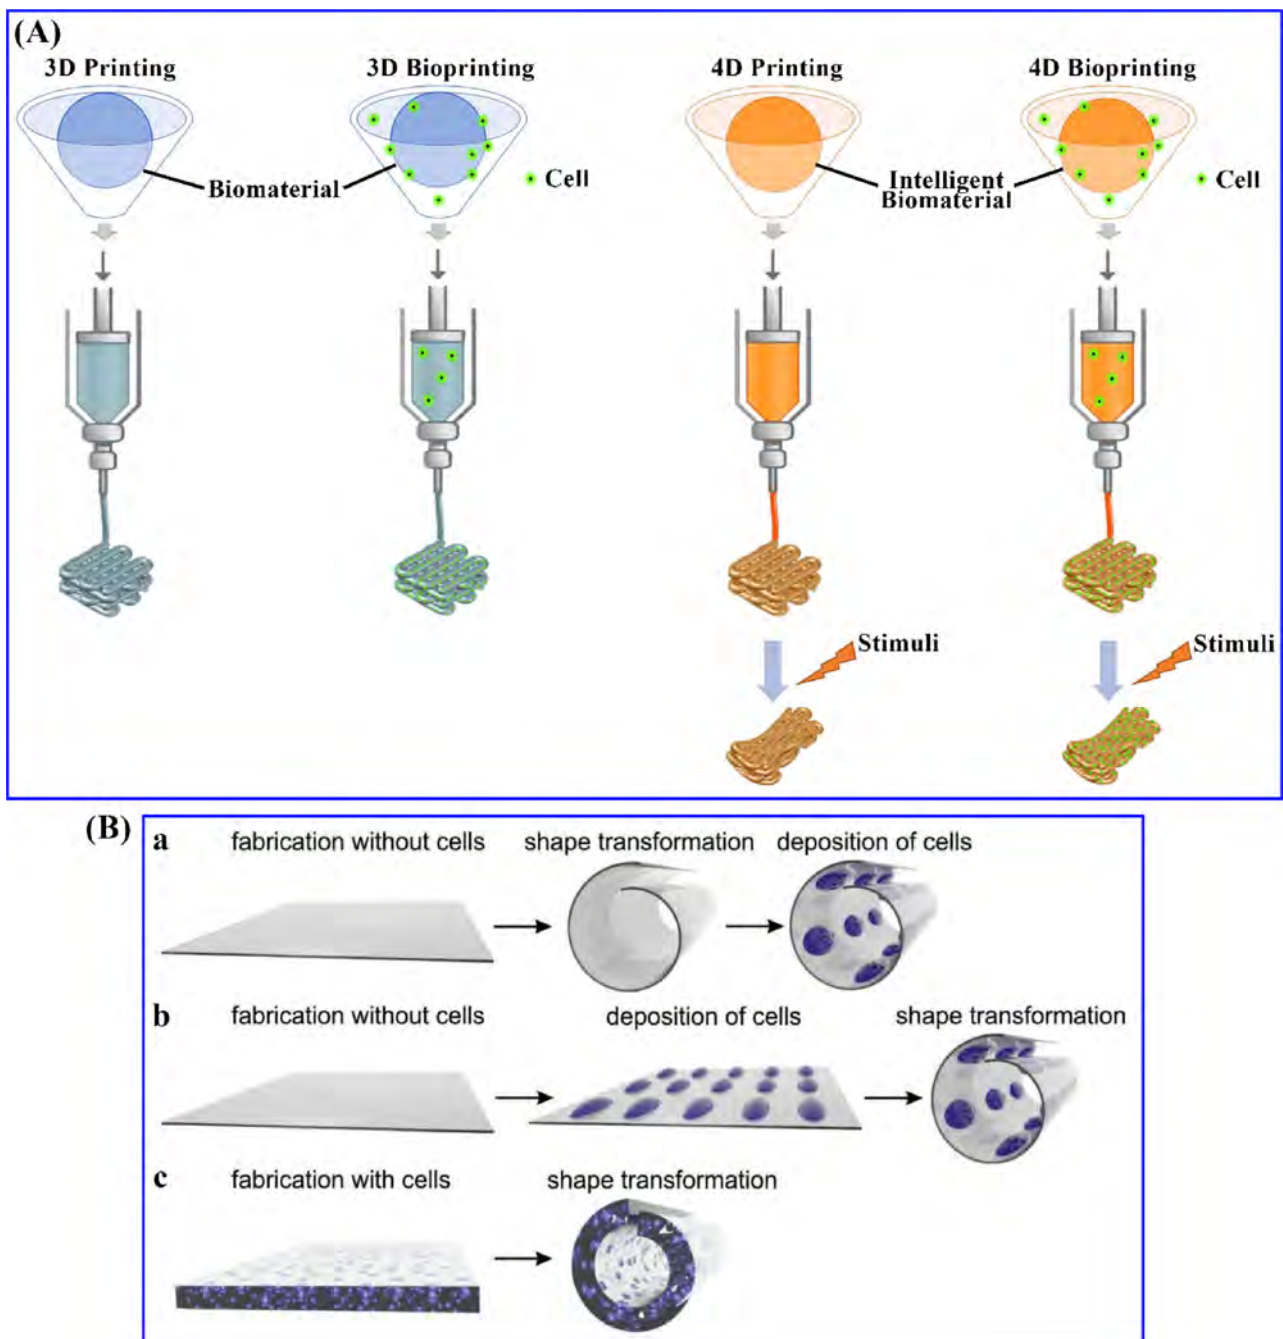 (A)
3D Printing
3D Bioprinting
4D Printing
4D Bioprinting
Biomaterial
Cell
Intelligent
Biomaterial
Cell
Stimuli
Stimuli
(B)
a
fabrication without cells
shape transformation
deposition of cells
b
fabrication without cells
deposition of cells
shape transformation
c
fabrication with cells
shape transformation